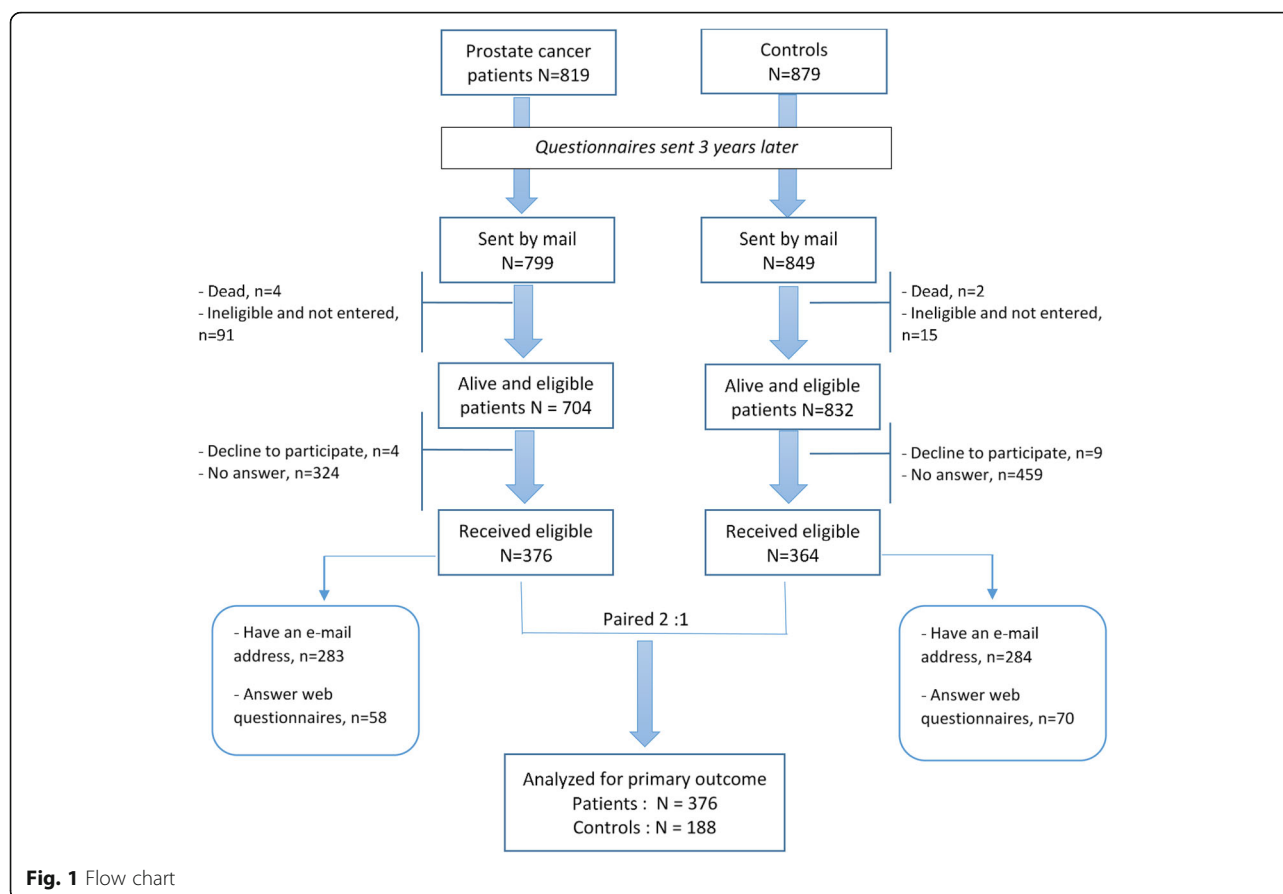 Prostate cancer
patients N=819
Controls
N=879
Questionnaires sent 3 years later
Sent by mail
N=799
Sent by mail
N=849
- Dead, n=4
- Ineligible and not entered,
n=91
- Dead, n=2
- Ineligible and not entered,
n=15
Alive and eligible
patients N = 704
Alive and eligible
patients N=832
- Decline to participate, n=4
- No answer, n=324
- Decline to participate, n=9
- No answer, n=459
Received eligible
N=376
Received eligible
N=364
Paired 2 :1
- Have an e-mail
address, n=283
- Answer web
questionnaires, n=58
- Have an e-mail
address, n=284
- Answer web
questionnaires, n=70
Analyzed for primary outcome
Patients : N = 376
Controls : N = 188
Fig. 1 Flow chart